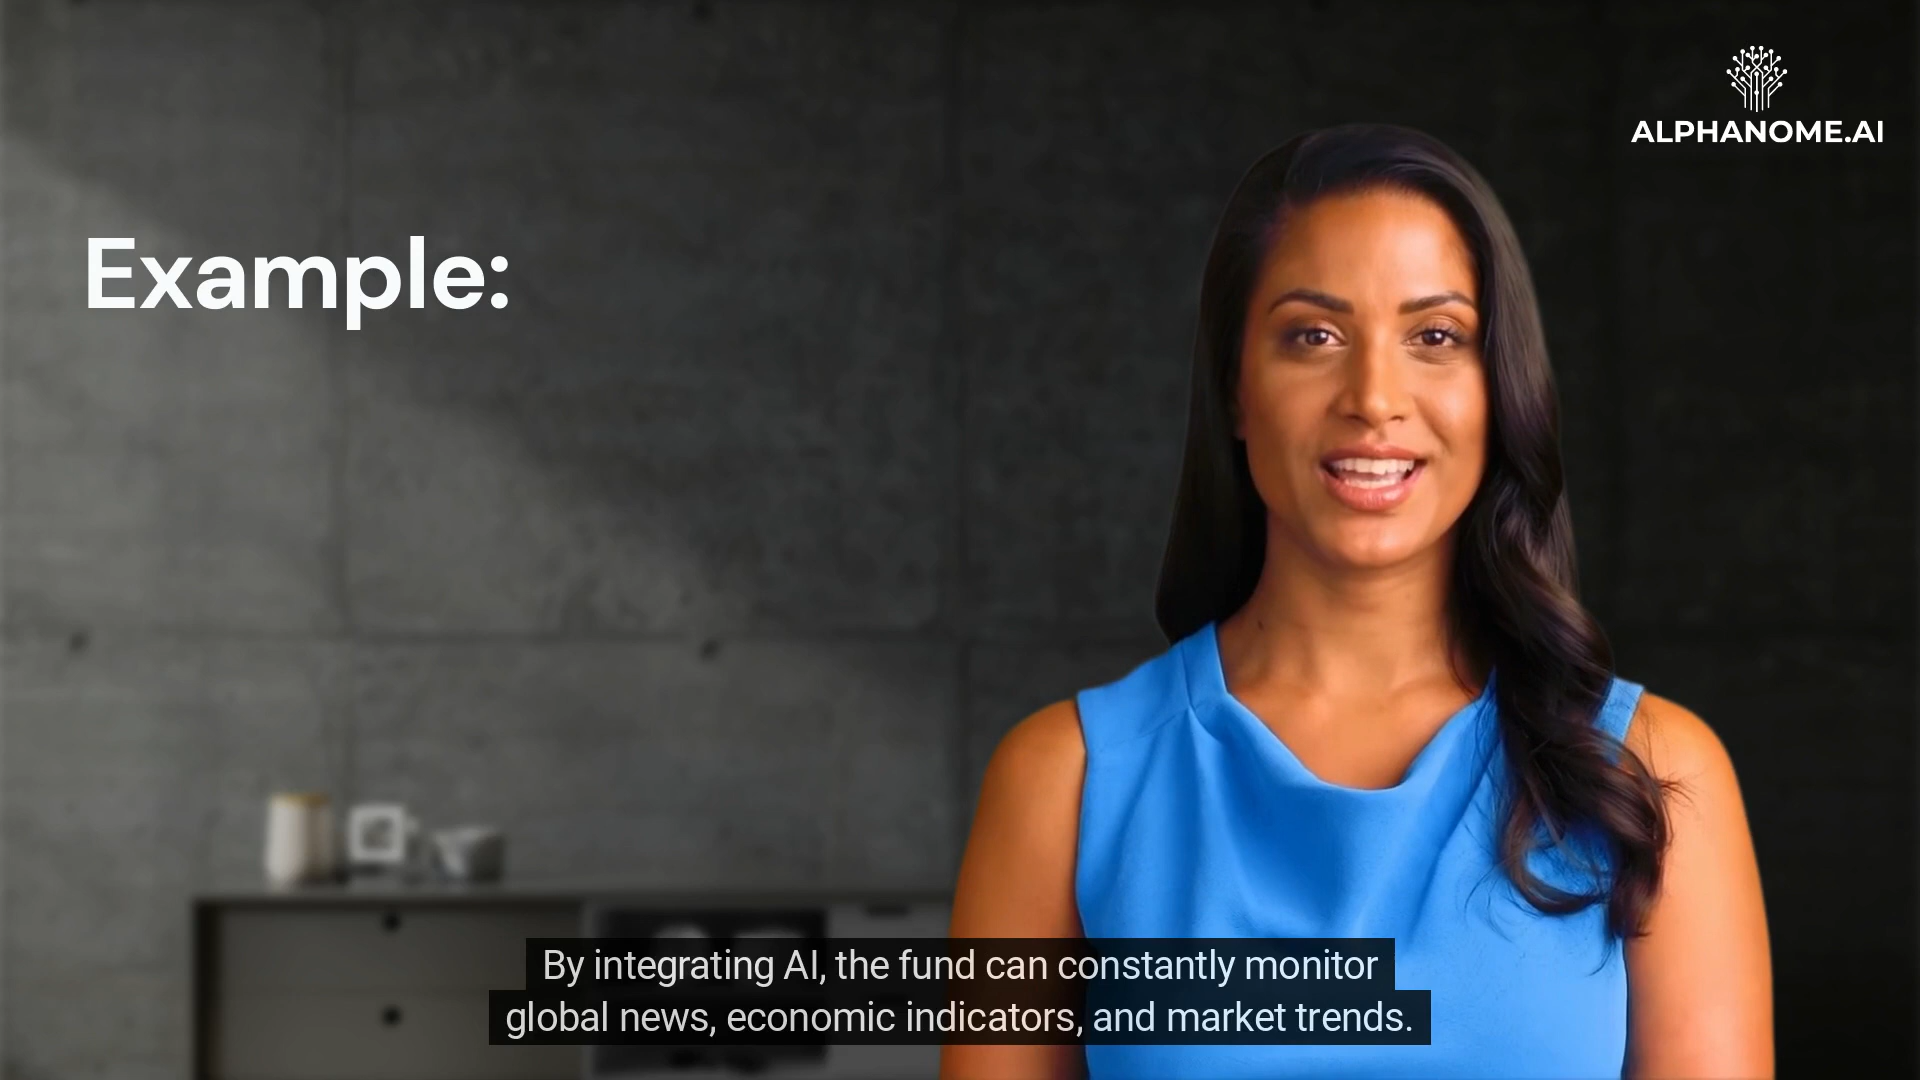 ALPHANOME.AI
Example:
By integrating AI, the fund can constantly monitor
global news, economic indicators, and market trends.